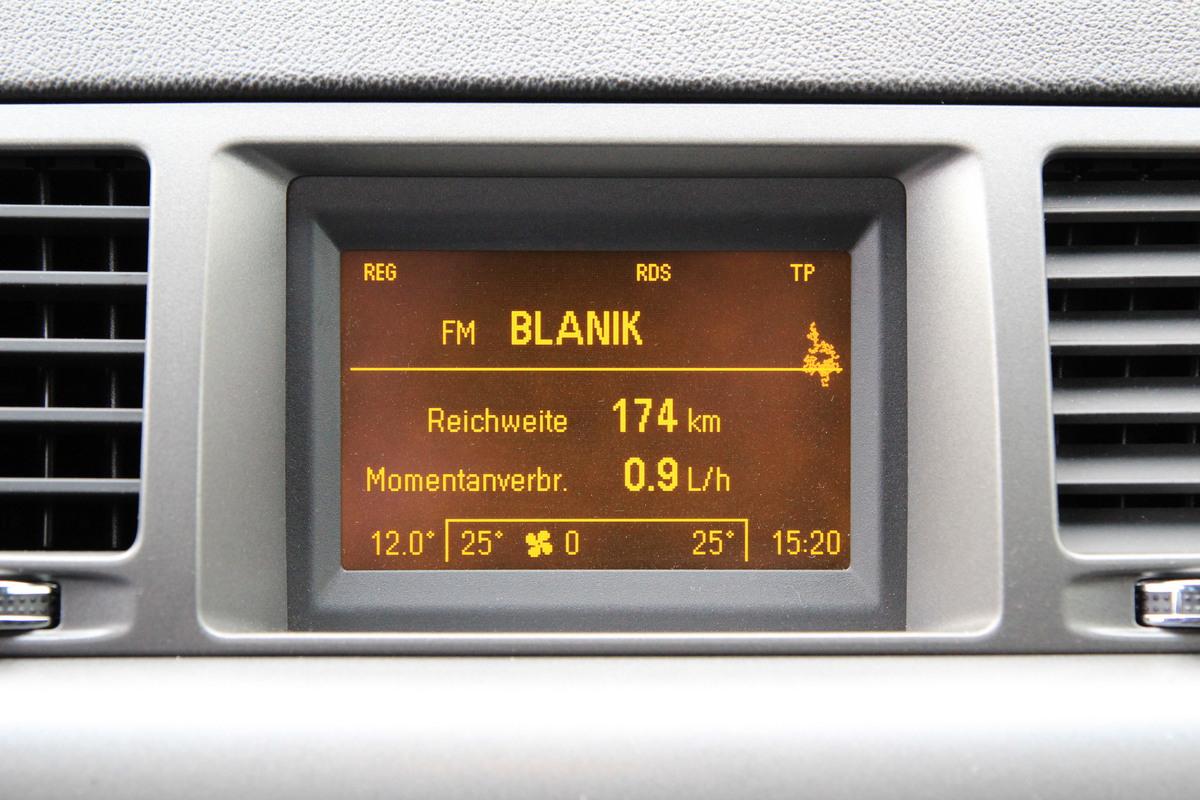 REG RDS TP
FM BLANIK
Reichweite 174 km
Momentanverbr. 0.9 L/h
12.0° 25° 0 25° 15:20